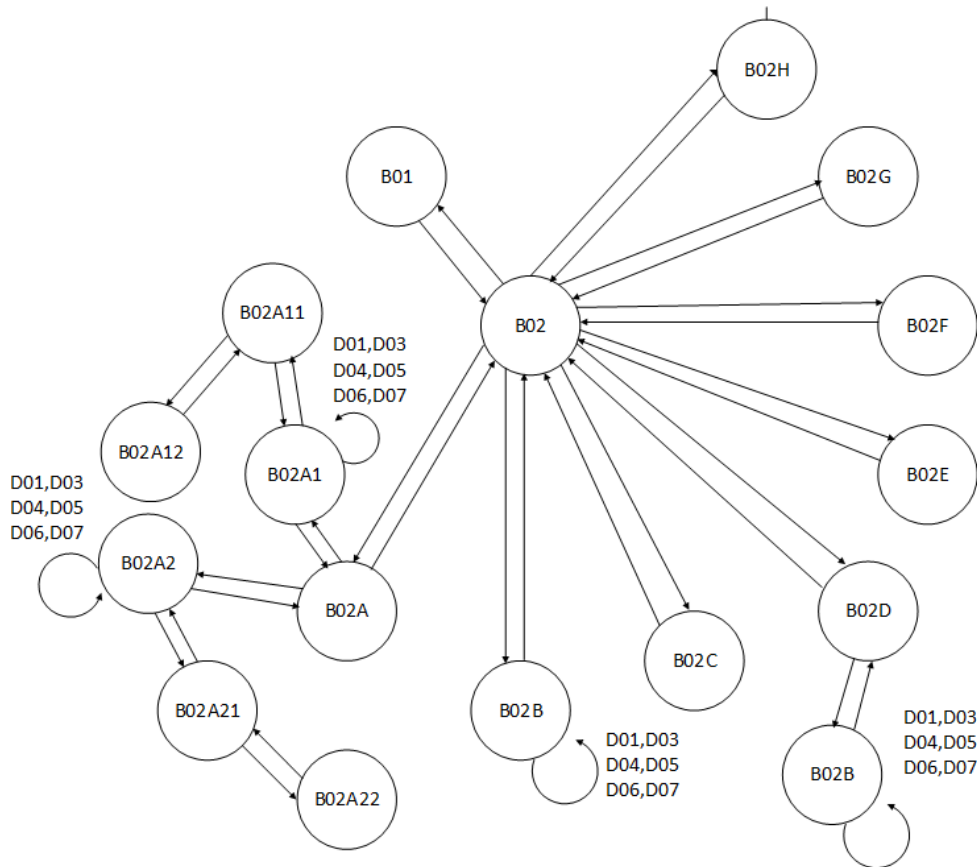 B02H
B01
B02G
B02A11
B02
B02F
D01,D03
D04,D05
D06,D07
B02A12
B02A1
B02E
D01,D03
D04,D05
D06,D07
B02A2
B02A
B02D
B02C
B02A21
B02B
D01,D03
D04,D05
D06,D07
D01,D03
D04,D05
D06,D07
B02B
B02A22